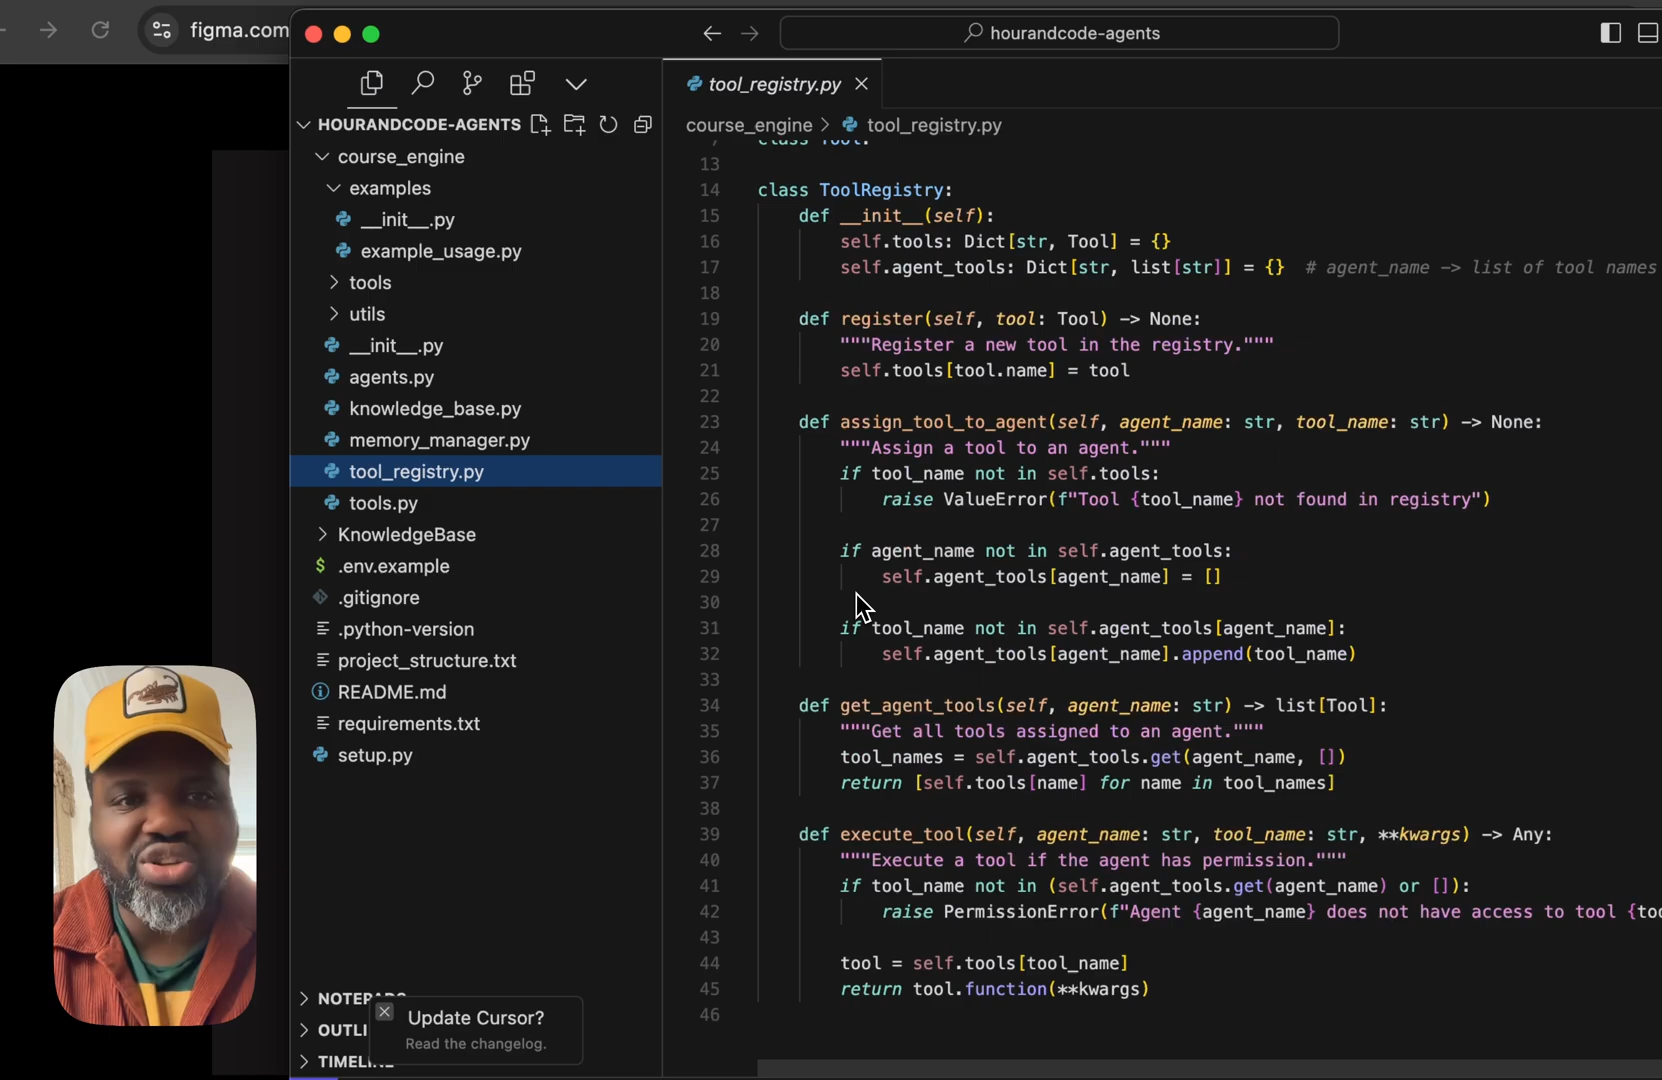 figma.com
hourandcode-agents
HOURANDCODE-AGENTS
course_engine
examples
__init__.py
example_usage.py
tools
utils
__init__.py
agents.py
knowledge_base.py
memory_manager.py
tool_registry.py
tools.py
KnowledgeBase
$ .env.example
.gitignore
.python-version
project_structure.txt
README.md
requirements.txt
setup.py
OUTLI
TIMELINE
Update Cursor?
Read the changelog.
tool_registry.py
course_engine > tool_registry.py
7 class Tool:
13
14 class ToolRegistry:
15 def __init__(self):
16 self.tools: Dict[str, Tool] = {}
17 self.agent_tools: Dict[str, list[str]] = {} # agent_name -> list of tool names
18
19 def register(self, tool: Tool) -> None:
20 """Register a new tool in the registry."""
21 self.tools[tool.name] = tool
22
23 def assign_tool_to_agent(self, agent_name: str, tool_name: str) -> None:
24 """Assign a tool to an agent."""
25 if tool_name not in self.tools:
26 raise ValueError(f"Tool {tool_name} not found in registry")
27
28 if agent_name not in self.agent_tools:
29 self.agent_tools[agent_name] = []
30
31 if tool_name not in self.agent_tools[agent_name]:
32 self.agent_tools[agent_name].append(tool_name)
33
34 def get_agent_tools(self, agent_name: str) -> list[Tool]:
35 """Get all tools assigned to an agent."""
36 tool_names = self.agent_tools.get(agent_name, [])
37 return [self.tools[name] for name in tool_names]
38
39 def execute_tool(self, agent_name: str, tool_name: str, **kwargs) -> Any:
40 """Execute a tool if the agent has permission."""
41 if tool_name not in (self.agent_tools.get(agent_name) or []):
42 raise PermissionError(f"Agent {agent_name} does not have access to tool {too
43
44 tool = self.tools[tool_name]
45 return tool.function(**kwargs)
46